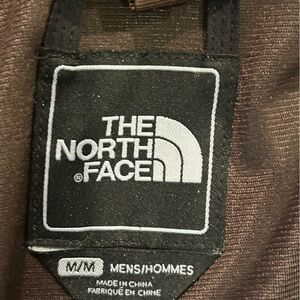 THE
NORTH
®FACE
M/M MENS/HOMMES
MADE IN CHINA
FABRIQUÉ EN CHINE